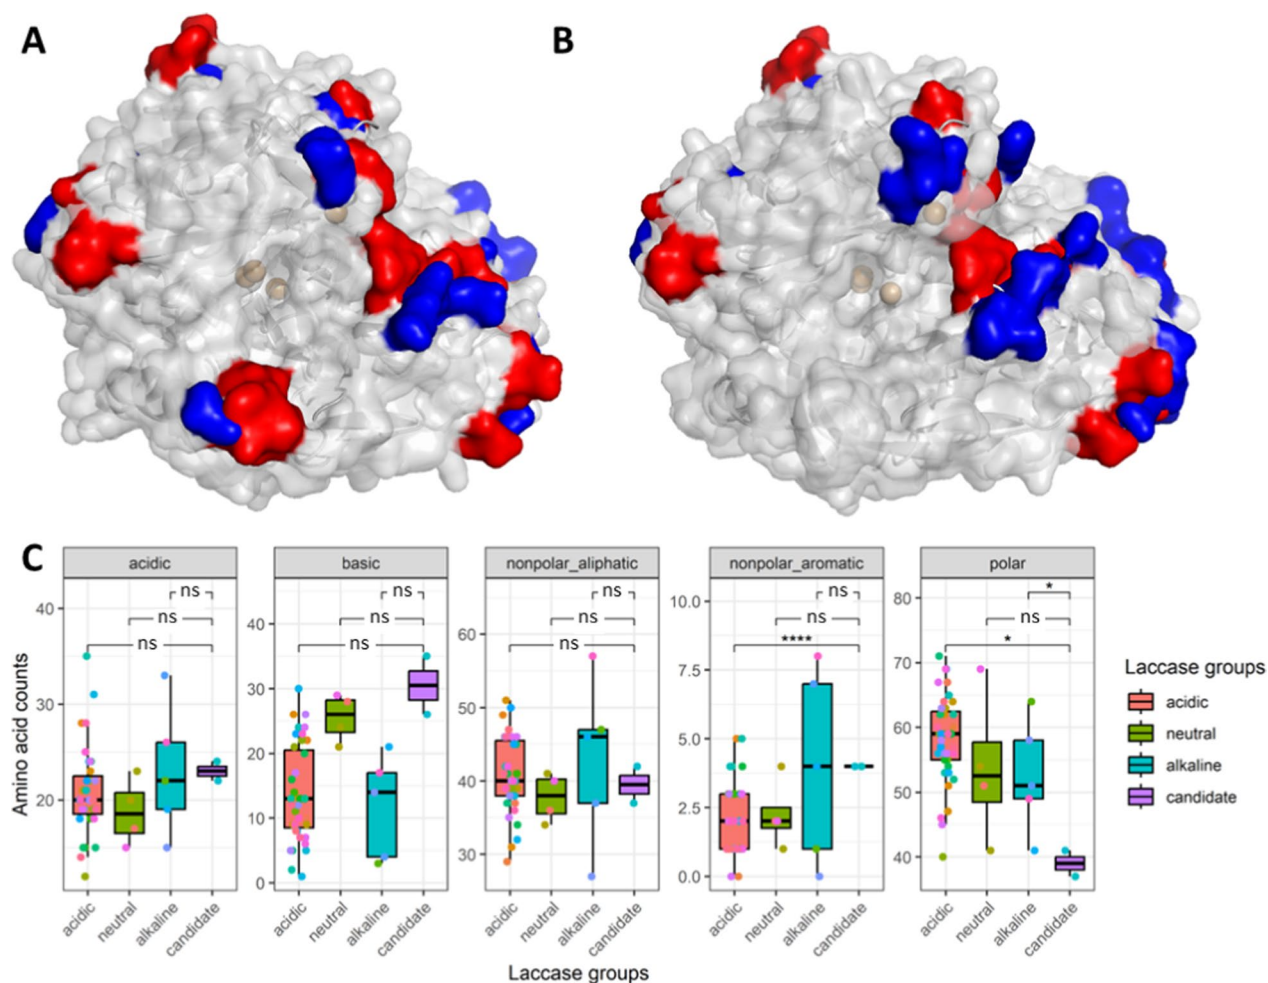 A
B
C
acidic
basic
nonpolar_aliphatic
nonpolar_aromatic
polar
Amino acid counts
40
30
20
ns
ns
ns
acidic
neutral
alkaline
candidate
40
30
20
10
0
ns
ns
ns
acidic
neutral
alkaline
candidate
60
50
40
30
ns
ns
ns
acidic
neutral
alkaline
candidate
10.0
7.5
5.0
2.5
0.0
ns
ns
****
acidic
neutral
alkaline
candidate
80
70
60
50
40
*
ns
*
acidic
neutral
alkaline
candidate
Laccase groups
Laccase groups
acidic
neutral
alkaline
candidate